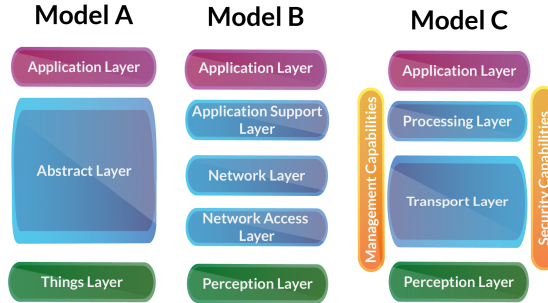 Model A
Model B
Model C
Application Layer
Abstract Layer
Things Layer
Application Layer
Application Support
Layer
Network Layer
Network Access
Layer
Perception Layer
Management Capabilities
Application Layer
Processing Layer
Transport Layer
Perception Layer
Security Capabilities